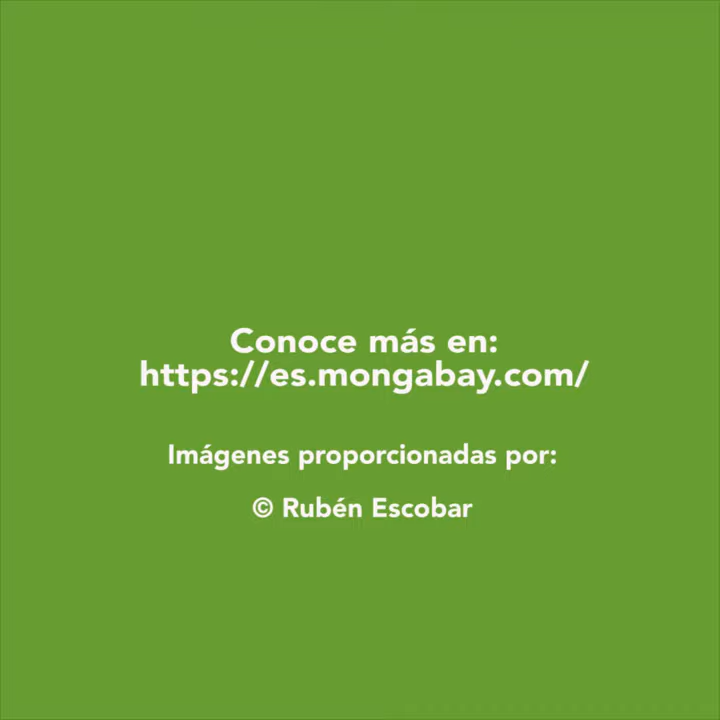 Conoce más en:
https://es.mongabay.com/
Imágenes proporcionadas por:
© Rubén Escobar